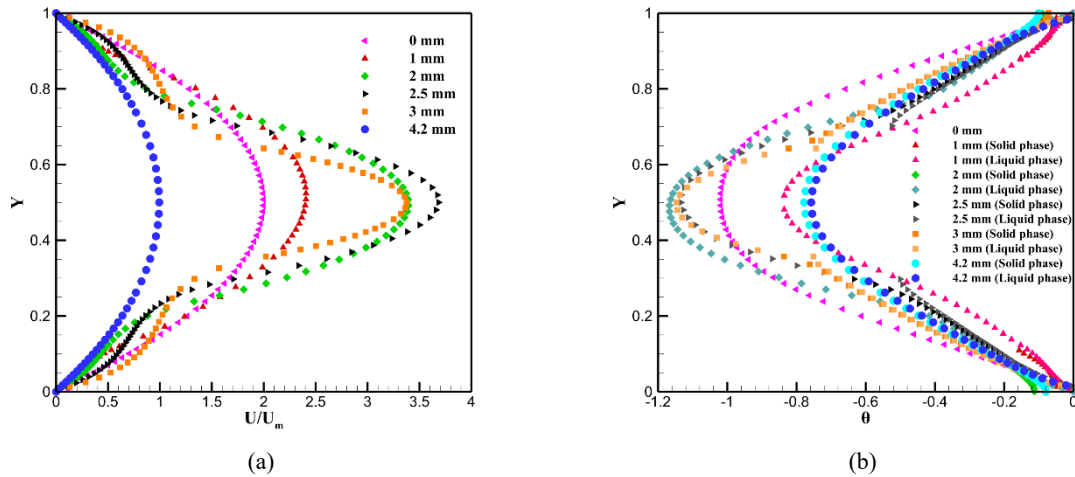 1
0.8
0.6
0.4
0.2
0
Y
0 0.5 1 1.5 2 2.5 3 3.5 4
U/Um
0 mm
1 mm
2 mm
2.5 mm
3 mm
4.2 mm
(a)
1
0.8
0.6
0.4
0.2
0
Y
-1.2 -1 -0.8 -0.6 -0.4 -0.2 0
θ
0 mm
1 mm (Solid phase)
1 mm (Liquid phase)
2 mm (Solid phase)
2 mm (Liquid phase)
2.5 mm (Solid phase)
2.5 mm (Liquid phase)
3 mm (Solid phase)
3 mm (Liquid phase)
4.2 mm (Solid phase)
4.2 mm (Liquid phase)
(b)